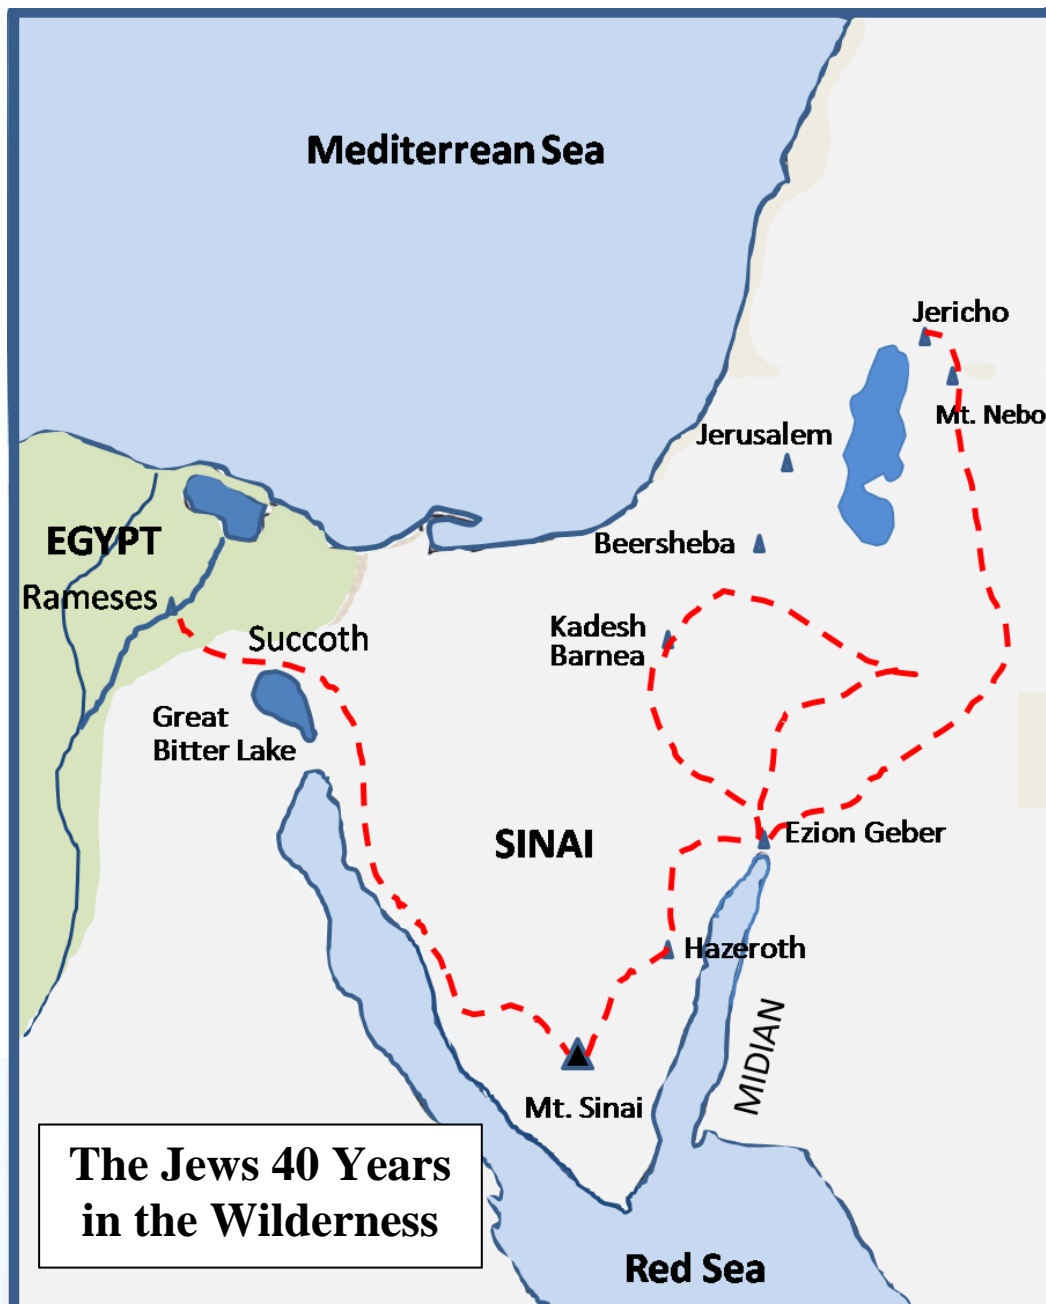 Mediterrean Sea
Jericho
Mt. Nebo
Jerusalem
EGYPT
Beersheba
Rameses
Succoth
Kadesh
Barnea
Great
Bitter Lake
SINAI
Ezion Geber
Hazeroth
MIDIAN
Mt. Sinai
The Jews 40 Years
in the Wilderness
Red Sea